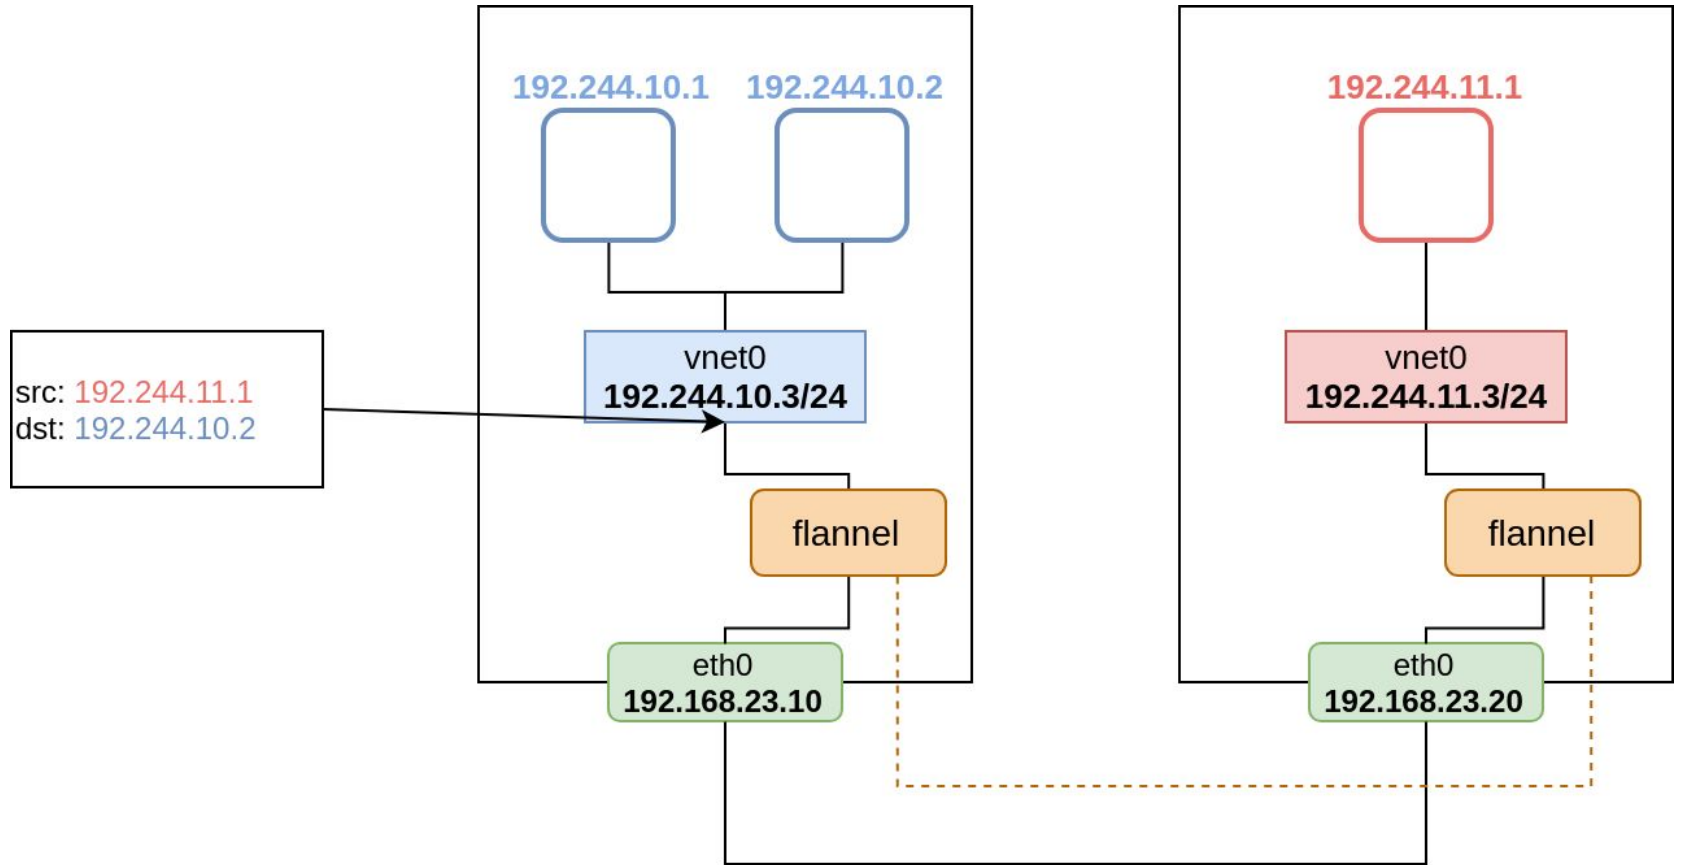 192.244.10.1
192.244.10.2
192.244.11.1
src: 192.244.11.1
dst: 192.244.10.2
vnet0
192.244.10.3/24
vnet0
192.244.11.3/24
flannel
flannel
eth0
192.168.23.10
eth0
192.168.23.20